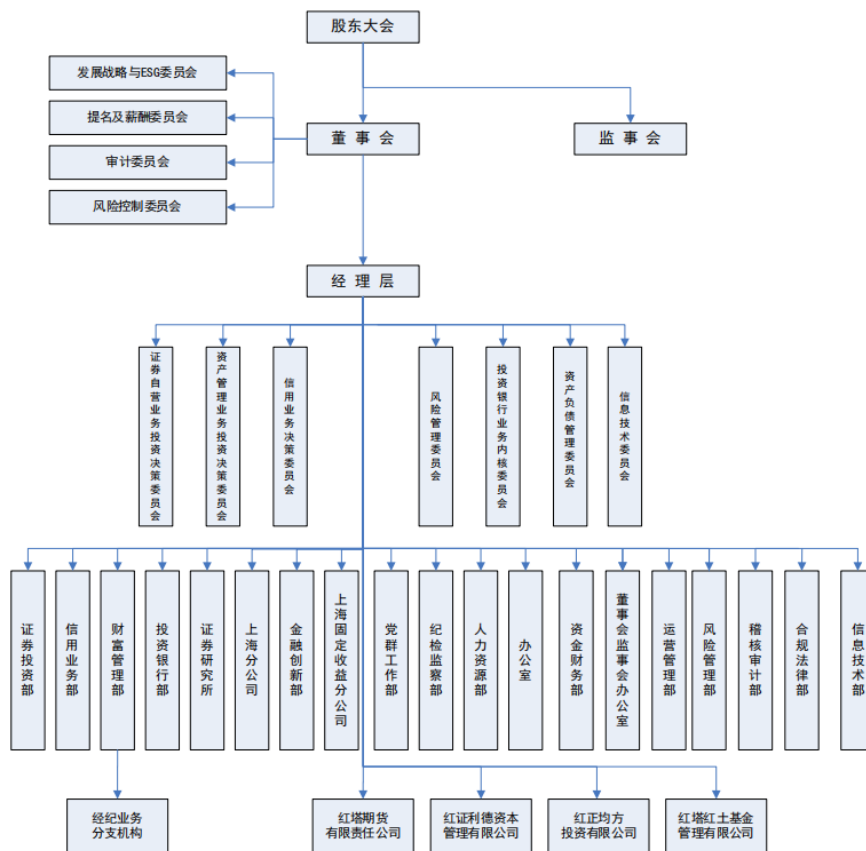 股东大会
发展战略与ESG委员会
提名及薪酬委员会
审计委员会
风险控制委员会
董事会
监事会
经理层
证券自营业务投资决策委员会
资产管理业务投资决策委员会
信用业务决策委员会
风险管理委员会
投资银行业务内核委员会
资产负债管理委员会
信息技术委员会
证券投资部
信用业务部
财富管理部
投资银行部
证券研究所
上海分公司
金融创新部
上海固定收益分公司
党群工作部
纪检监察部
人力资源部
办公室
资金财务部
董事会监事会办公室
运营管理部
风险管理部
稽核审计部
合规法律部
信息技术部
经纪业务
分支机构
红塔期货
有限责任公司
红证利德资本
管理有限公司
红正均方
投资有限公司
红塔红土基金
管理有限公司